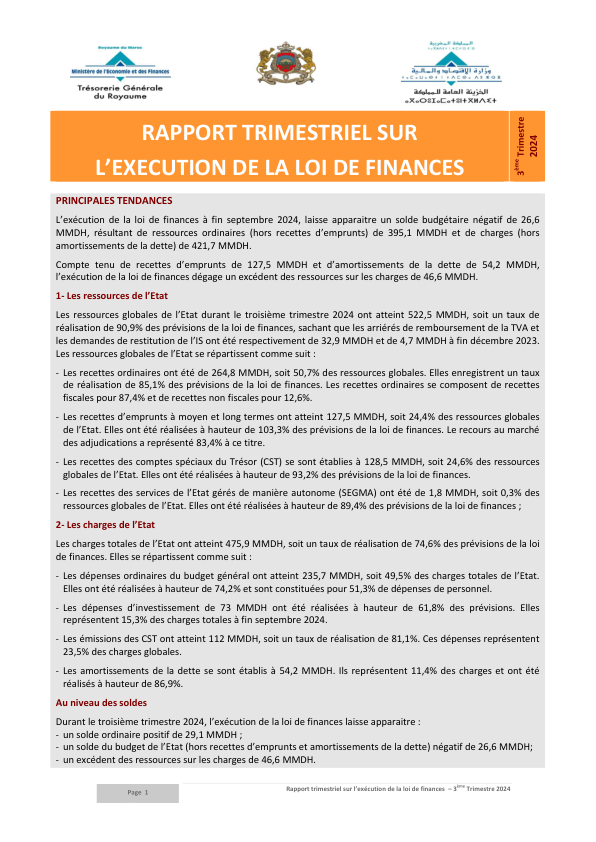 Royaume du Maroc
Ministère de l'Economie et des Finances
Trésorerie Générale
du Royaume
المملكة المغربية
وزارة الاقتصاد والمالية
الخزينة العامة للمملكة
RAPPORT TRIMESTRIEL SUR
L'EXECUTION DE LA LOI DE FINANCES
3ème Trimestre
2024
PRINCIPALES TENDANCES
L'exécution de la loi de finances à fin septembre 2024, laisse apparaitre un solde budgétaire négatif de 26,6
MMDH, résultant de ressources ordinaires (hors recettes d'emprunts) de 395,1 MMDH et de charges (hors
amortissements de la dette) de 421,7 MMDH.
Compte tenu de recettes d'emprunts de 127,5 MMDH et d'amortissements de la dette de 54,2 MMDH,
l'exécution de la loi de finances dégage un excédent des ressources sur les charges de 46,6 MMDH.
1- Les ressources de l'Etat
Les ressources globales de l'Etat durant le troisième trimestre 2024 ont atteint 522,5 MMDH, soit un taux de
réalisation de 90,9% des prévisions de la loi de finances, sachant que les arriérés de remboursement de la TVA et
les demandes de restitution de l'IS ont été respectivement de 32,9 MMDH et de 4,7 MMDH à fin décembre 2023.
Les ressources globales de l'Etat se répartissent comme suit :
- Les recettes ordinaires ont été de 264,8 MMDH, soit 50,7% des ressources globales. Elles enregistrent un taux
de réalisation de 85,1% des prévisions de la loi de finances. Les recettes ordinaires se composent de recettes
fiscales pour 87,4% et de recettes non fiscales pour 12,6%.
- Les recettes d'emprunts à moyen et long termes ont atteint 127,5 MMDH, soit 24,4% des ressources globales
de l'Etat. Elles ont été réalisées à hauteur de 103,3% des prévisions de la loi de finances. Le recours au marché
des adjudications a représenté 83,4% à ce titre.
- Les recettes des comptes spéciaux du Trésor (CST) se sont établies à 128,5 MMDH, soit 24,6% des ressources
globales de l'Etat. Elles ont été réalisées à hauteur de 93,2% des prévisions de la loi de finances.
- Les recettes des services de l'Etat gérés de manière autonome (SEGMA) ont été de 1,8 MMDH, soit 0,3% des
ressources globales de l'Etat. Elles ont été réalisées à hauteur de 89,4% des prévisions de la loi de finances ;
2- Les charges de l'Etat
Les charges totales de l'Etat ont atteint 475,9 MMDH, soit un taux de réalisation de 74,6% des prévisions de la loi
de finances. Elles se répartissent comme suit :
- Les dépenses ordinaires du budget général ont atteint 235,7 MMDH, soit 49,5% des charges totales de l'Etat.
Elles ont été réalisées à hauteur de 74,2% et sont constituées pour 51,3% de dépenses de personnel.
- Les dépenses d'investissement de 73 MMDH ont été réalisées à hauteur de 61,8% des prévisions. Elles
représentent 15,3% des charges totales à fin septembre 2024.
- Les émissions des CST ont atteint 112 MMDH, soit un taux de réalisation de 81,1%. Ces dépenses représentent
23,5% des charges globales.
- Les amortissements de la dette se sont établis à 54,2 MMDH. Ils représentent 11,4% des charges et ont été
réalisés à hauteur de 86,9%.
Au niveau des soldes
Durant le troisième trimestre 2024, l'exécution de la loi de finances laisse apparaitre :
- un solde ordinaire positif de 29,1 MMDH ;
- un solde du budget de l'Etat (hors recettes d'emprunts et amortissements de la dette) négatif de 26,6 MMDH;
- un excédent des ressources sur les charges de 46,6 MMDH.
Page 1
Rapport trimestriel sur l'exécution de la loi de finances – 3ème Trimestre 2024